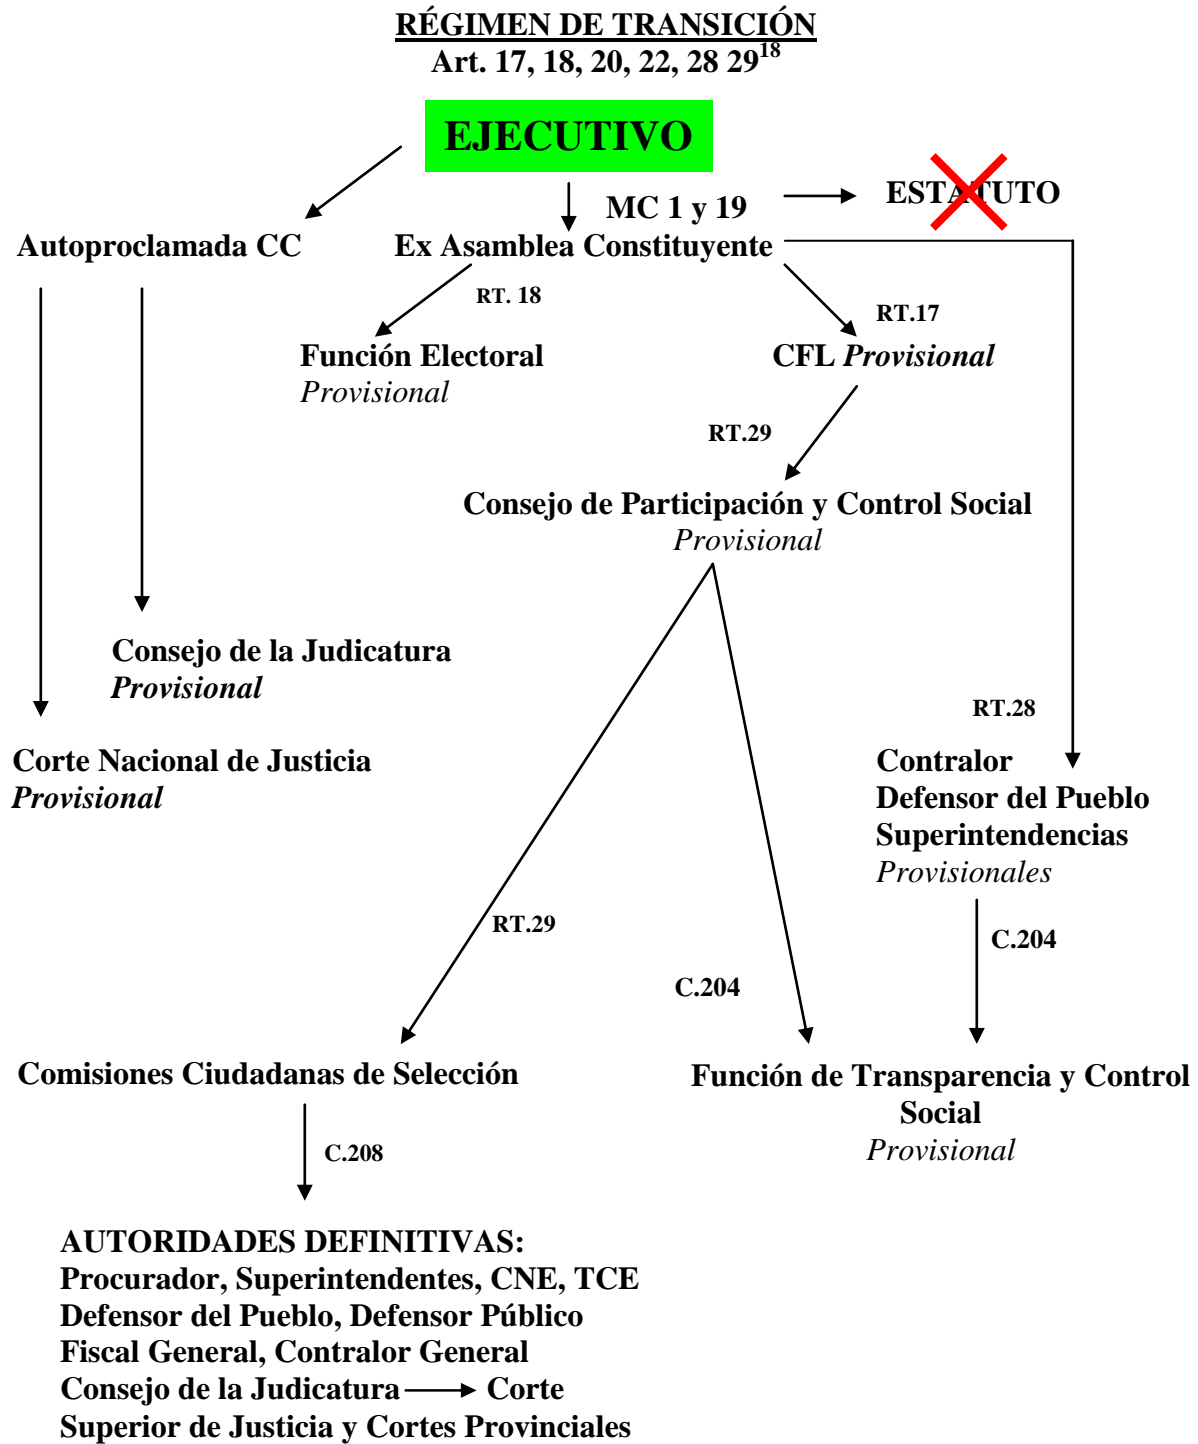 RÉGIMEN DE TRANSICIÓN
Art. 17, 18, 20, 22, 28 29¹⁸
EJECUTIVO
MC 1 y 19
ESTATUTO
Autoproclamada CC
Ex Asamblea Constituyente
RT. 18
RT.17
Función Electoral
Provisional
CFL Provisional
RT.29
Consejo de Participación y Control Social
Provisional
Consejo de la Judicatura
Provisional
RT.28
Corte Nacional de Justicia
Provisional
Contralor
Defensor del Pueblo
Superintendencias
Provisionales
RT.29
C.204
C.204
Comisiones Ciudadanas de Selección
Función de Transparencia y Control
Social
Provisional
C.208
AUTORIDADES DEFINITIVAS:
Procurador, Superintendentes, CNE, TCE
Defensor del Pueblo, Defensor Público
Fiscal General, Contralor General
Consejo de la Judicatura → Corte
Superior de Justicia y Cortes Provinciales